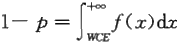 1- p = ∫_{WCE}^{+∞} f(x)dx